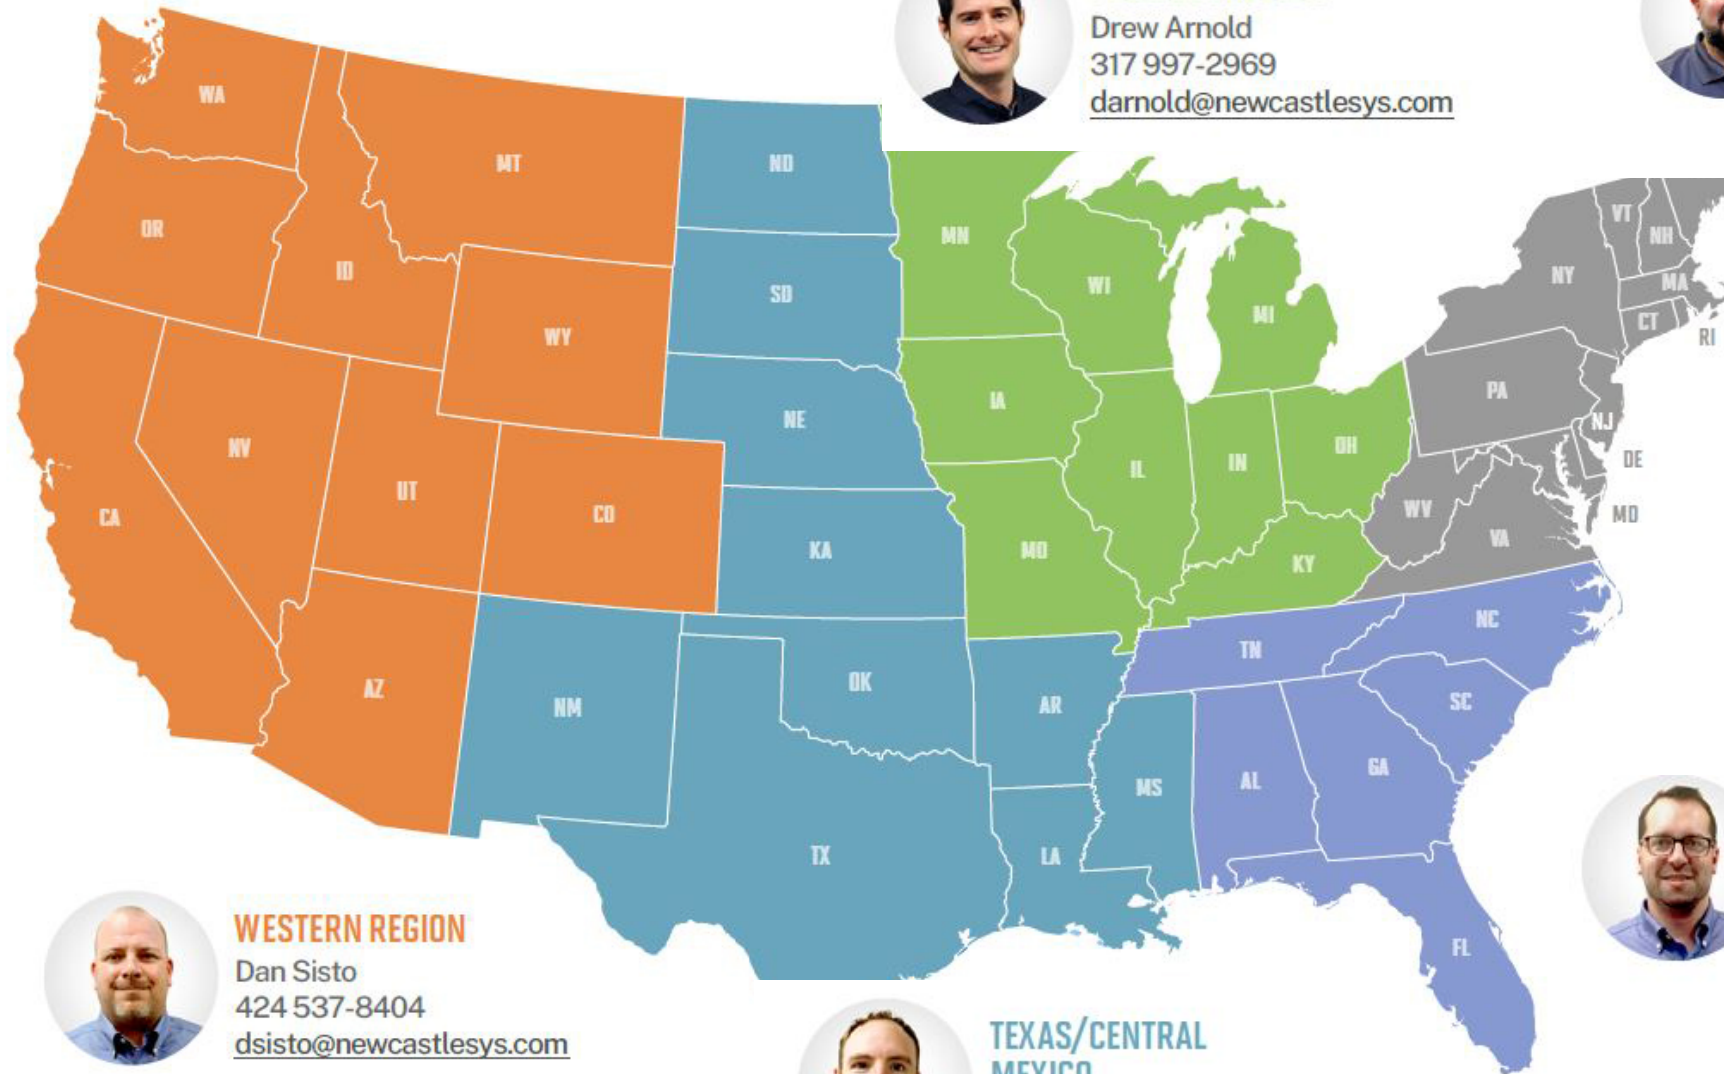 Drew Arnold
317 997-2969
darnold@newcastlesys.com
WA
MT
ND
OR
ID
MN
WI
MI
SD
WY
VT
NH
NY
MA
CT
RI
IA
NE
PA
NJ
NV
UT
CO
CA
IL
IN
OH
DE
WV
MD
VA
KA
MO
KY
NC
TN
AZ
NM
OK
AR
SC
MS
AL
GA
TX
LA
FL
WESTERN REGION
Dan Sisto
424 537-8404
dsisto@newcastlesys.com
TEXAS/CENTRAL
MEXICO